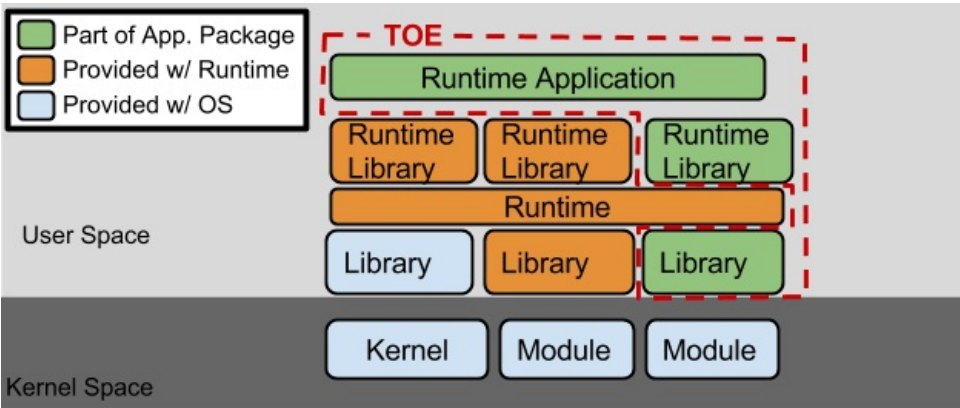 Part of App. Package
Provided w/ Runtime
Provided w/ OS
TOE
Runtime Application
Runtime
Library
Runtime
Library
Runtime
Library
Runtime
User Space
Library
Library
Library
Kernel
Module
Module
Kernel Space